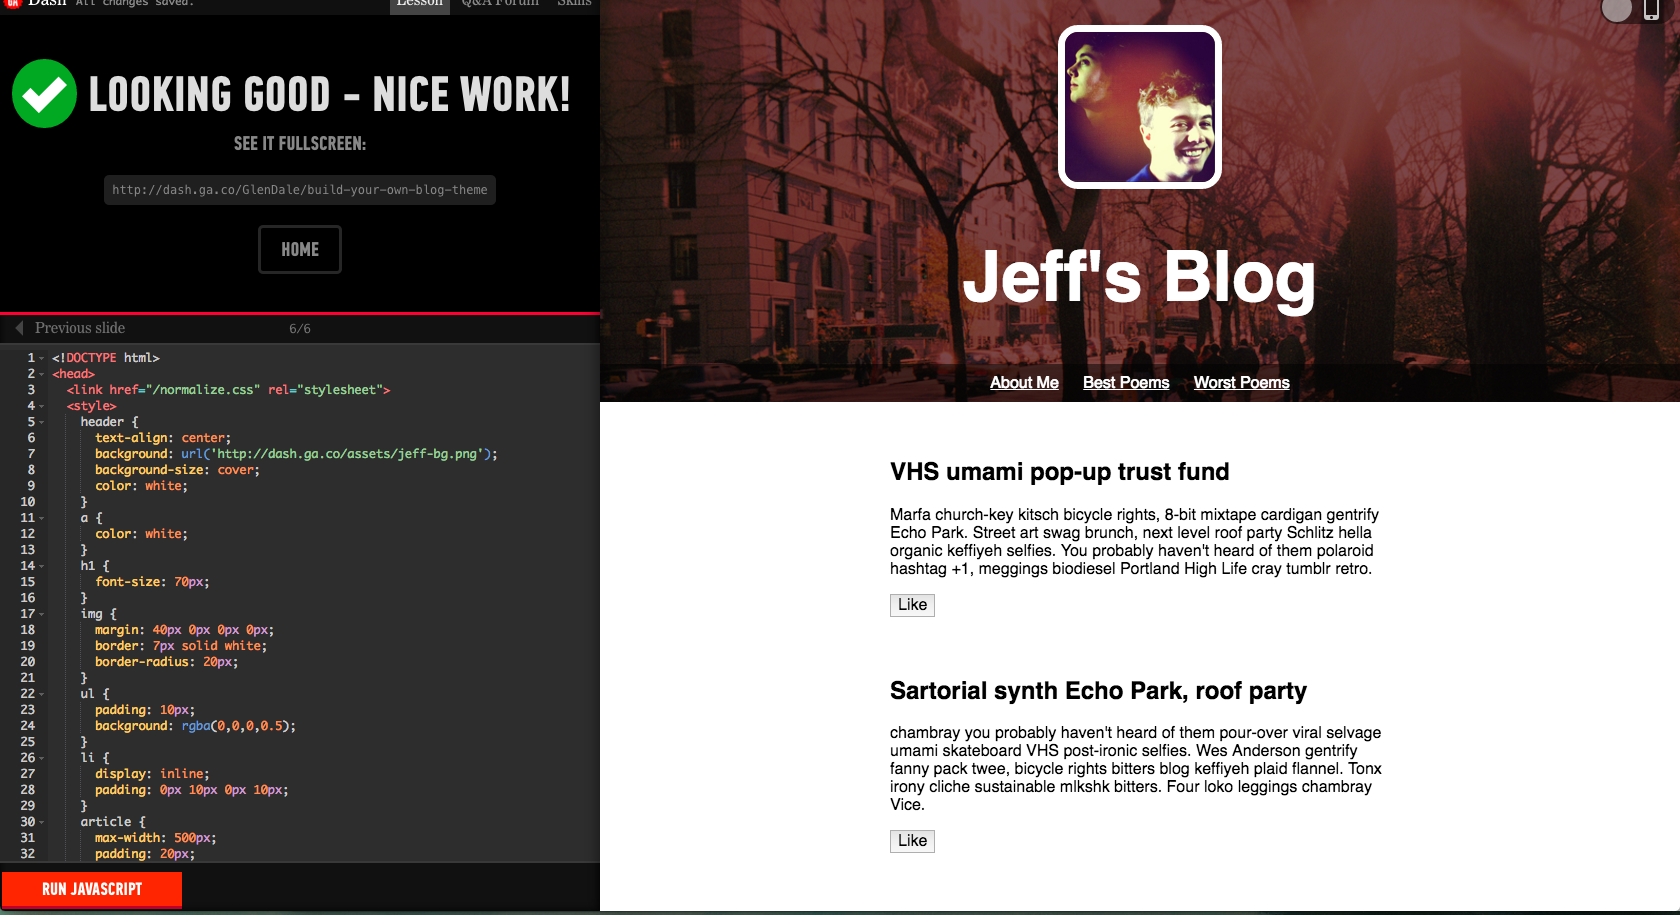 GA Dash All changes saved. Lesson Q&A Forum Skills
LOOKING GOOD - NICE WORK!
SEE IT FULLSCREEN:
http://dash.ga.co/GlenDale/build-your-own-blog-theme
HOME
Previous slide 6/6
1 <!DOCTYPE html>
2 <head>
3 <link href="/normalize.css" rel="stylesheet">
4 <style>
5 header {
6 text-align: center;
7 background: url('http://dash.ga.co/assets/jeff-bg.png');
8 background-size: cover;
9 color: white;
10 }
11 a {
12 color: white;
13 }
14 h1 {
15 font-size: 70px;
16 }
17 img {
18 margin: 40px 0px 0px 0px;
19 border: 7px solid white;
20 border-radius: 20px;
21 }
22 ul {
23 padding: 10px;
24 background: rgba(0,0,0,0.5);
25 }
26 li {
27 display: inline;
28 padding: 0px 10px 0px 10px;
29 }
30 article {
31 max-width: 500px;
32 padding: 20px;
RUN JAVASCRIPT
Jeff's Blog
About Me Best Poems Worst Poems
VHS umami pop-up trust fund
Marfa church-key kitsch bicycle rights, 8-bit mixtape cardigan gentrify
Echo Park. Street art swag brunch, next level roof party Schlitz hella
organic keffiyeh selfies. You probably haven't heard of them polaroid
hashtag +1, meggings biodiesel Portland High Life cray tumblr retro.
Like
Sartorial synth Echo Park, roof party
chambray you probably haven't heard of them pour-over viral selvage
umami skateboard VHS post-ironic selfies. Wes Anderson gentrify
fanny pack twee, bicycle rights bitters blog keffiyeh plaid flannel. Tonx
irony cliche sustainable mlkshk bitters. Four loko leggings chambray
Vice.
Like